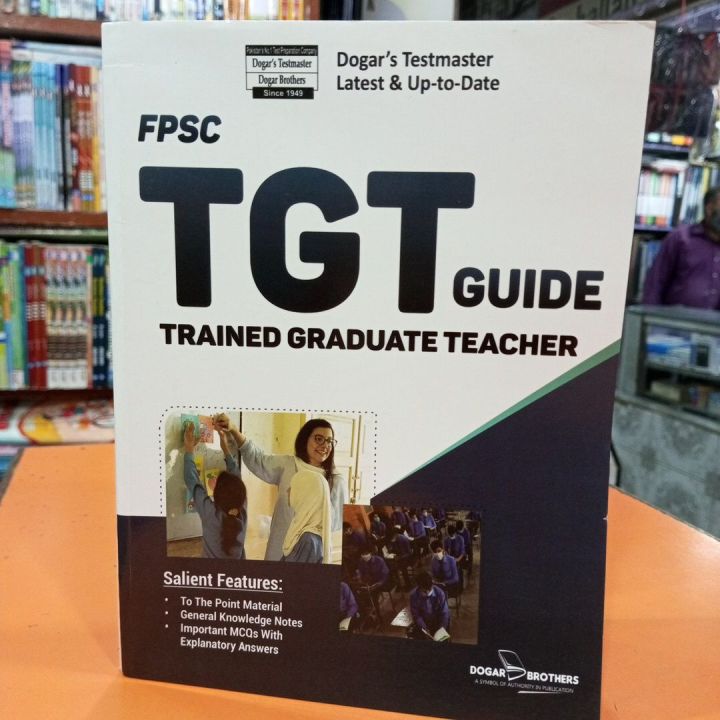 Pakistan's No.1 Test Preparation Company
Dogar's Testmaster
Dogar Brothers
Since 1949
Dogar's Testmaster
Latest & Up-to-Date
FPSC
TGT GUIDE
TRAINED GRADUATE TEACHER
Salient Features:
• To The Point Material
• General Knowledge Notes
• Important MCQs With
Explanatory Answers
DOGAR BROTHERS
A SYMBOL OF AUTHORITY IN PUBLICATION